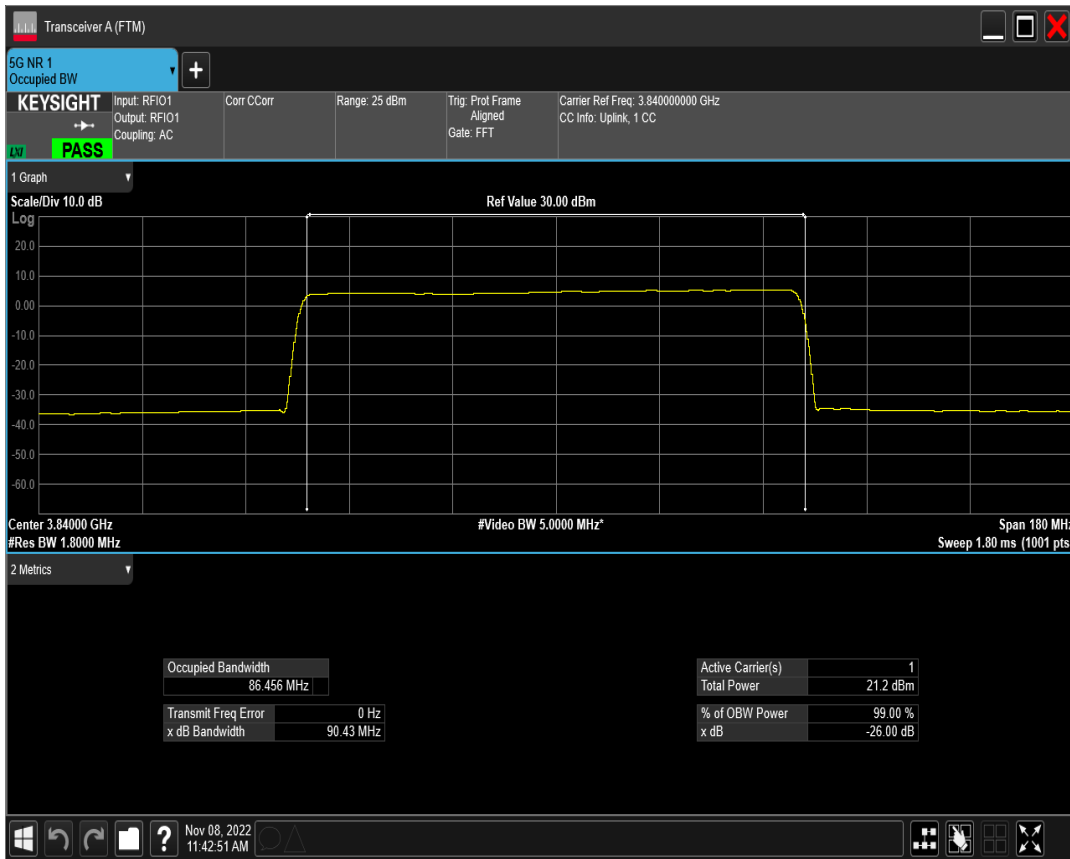 Transceiver A (FTM)
5G NR 1
Occupied BW
+
KEYSIGHT
LXI
PASS
Input: RFIO1
Output: RFIO1
Coupling: AC
Corr CCorr
Range: 25 dBm
Trig: Prot Frame
Aligned
Gate: FFT
Carrier Ref Freq: 3.840000000 GHz
CC Info: Uplink, 1 CC
1 Graph
Scale/Div 10.0 dB
Ref Value 30.00 dBm
Log
20.0
10.0
0.00
-10.0
-20.0
-30.0
-40.0
-50.0
-60.0
Center 3.84000 GHz
#Video BW 5.0000 MHz*
Span 180 MHz
#Res BW 1.8000 MHz
Sweep 1.80 ms (1001 pts
2 Metrics
Occupied Bandwidth
86.456 MHz
Transmit Freq Error 0 Hz
x dB Bandwidth 90.43 MHz
Active Carrier(s) 1
Total Power 21.2 dBm
% of OBW Power 99.00 %
x dB -26.00 dB
?
Nov 08, 2022
11:42:51 AM